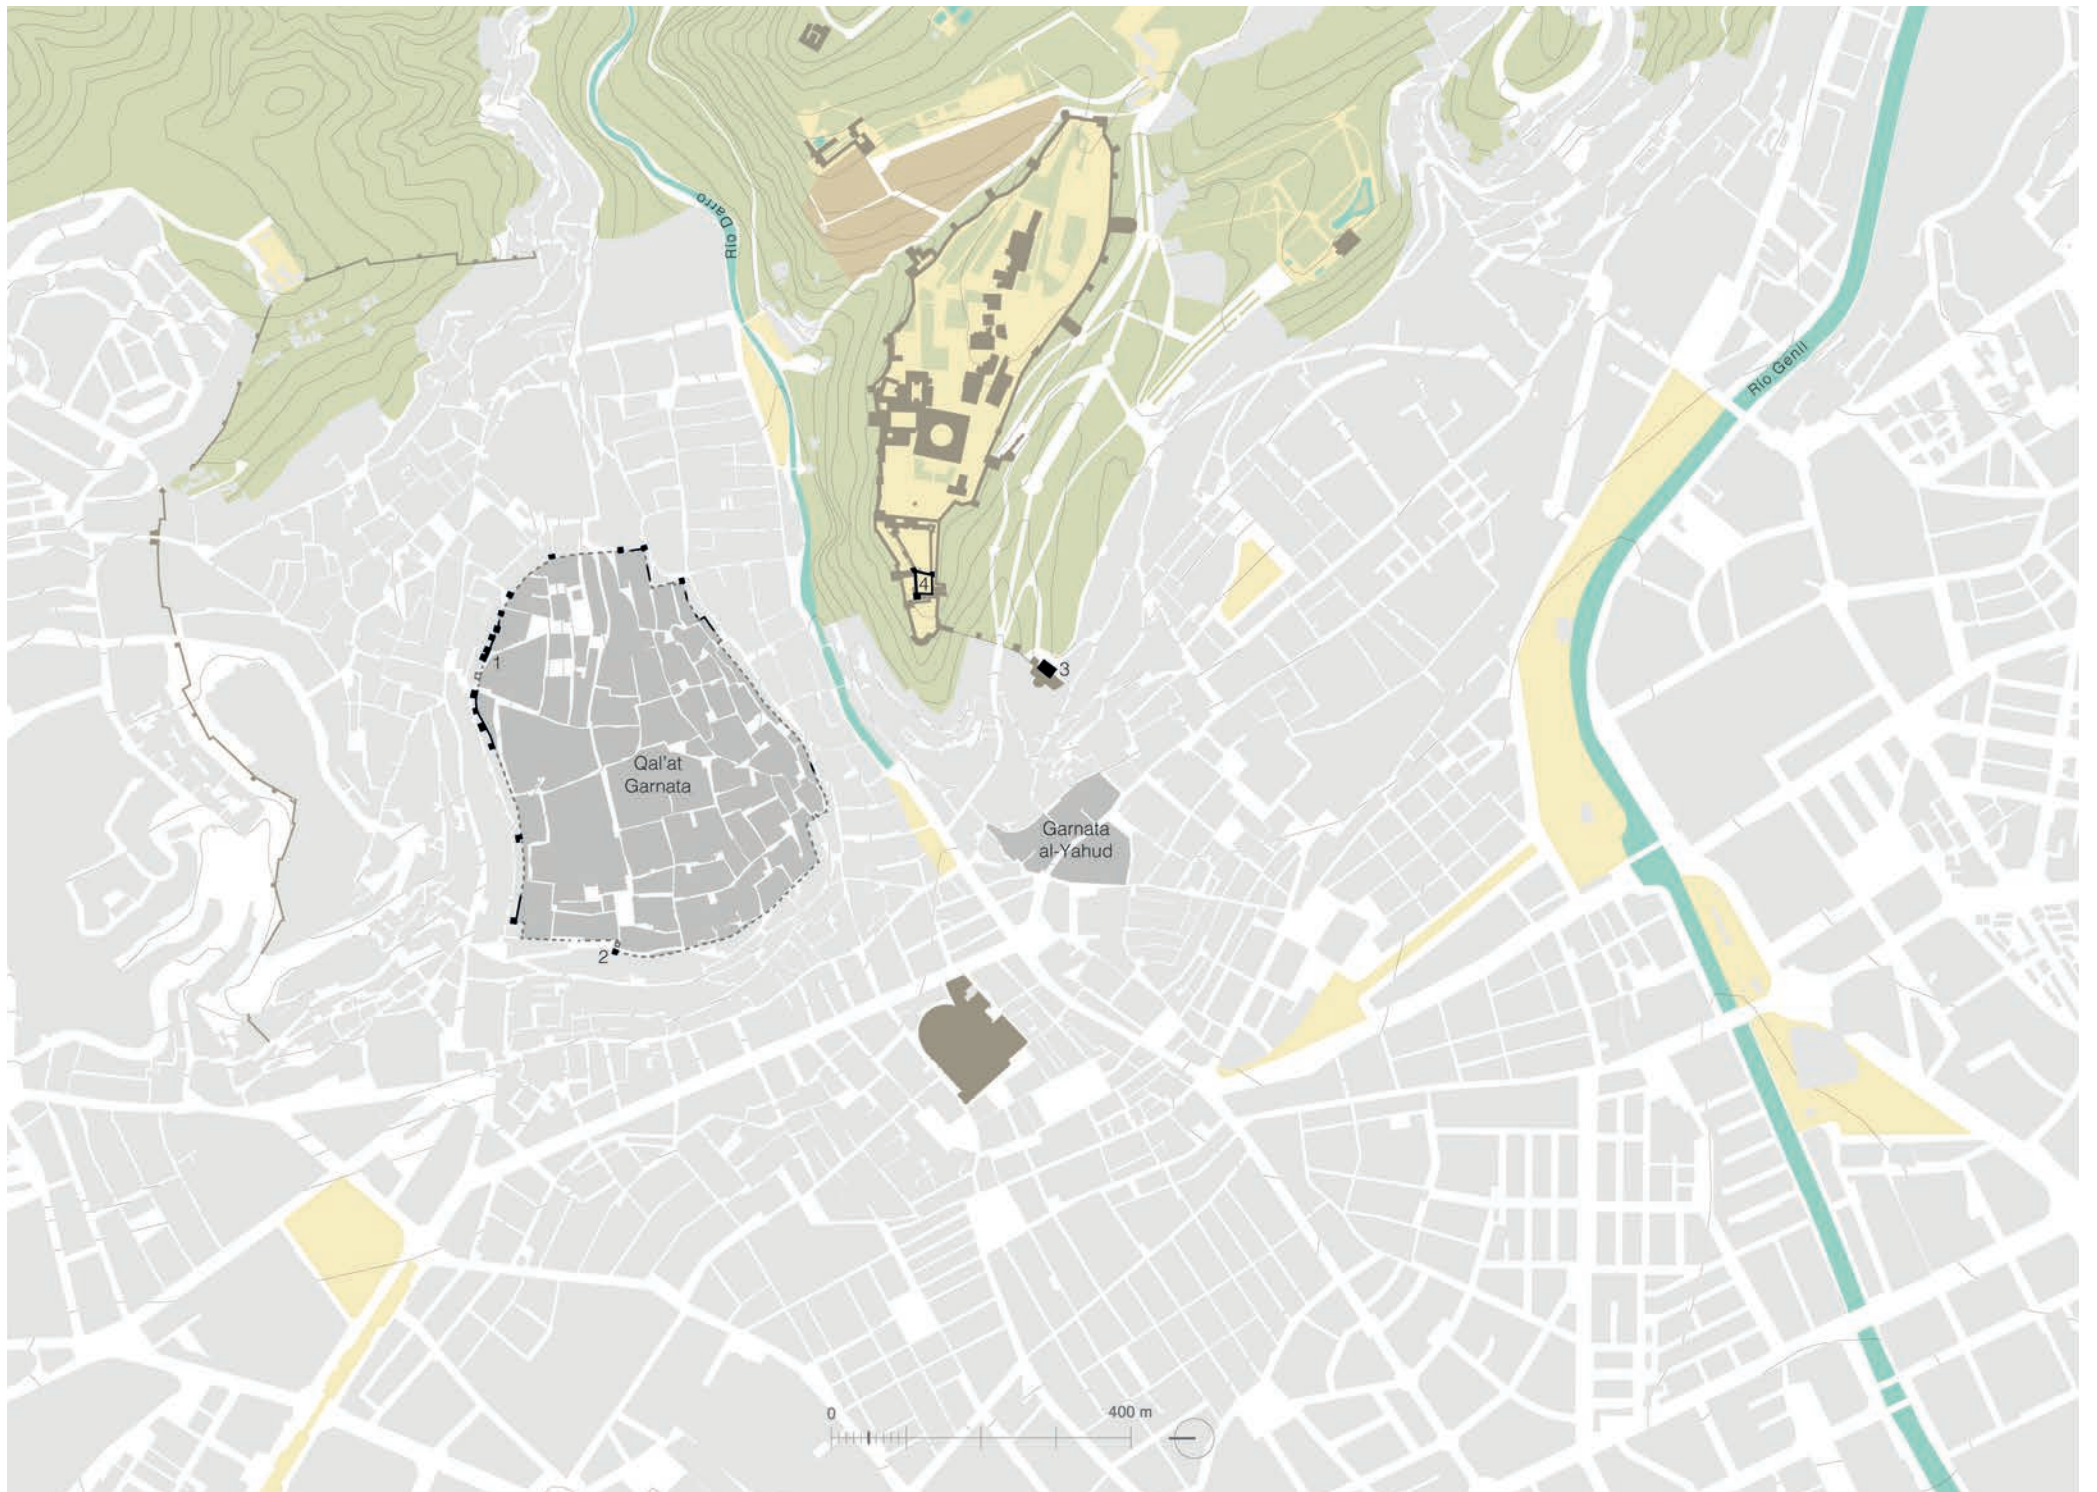 Río Darro
Río Genil
4
1
3
Qal'at
Garnata
Garnata
al-Yahud
2
0
400 m